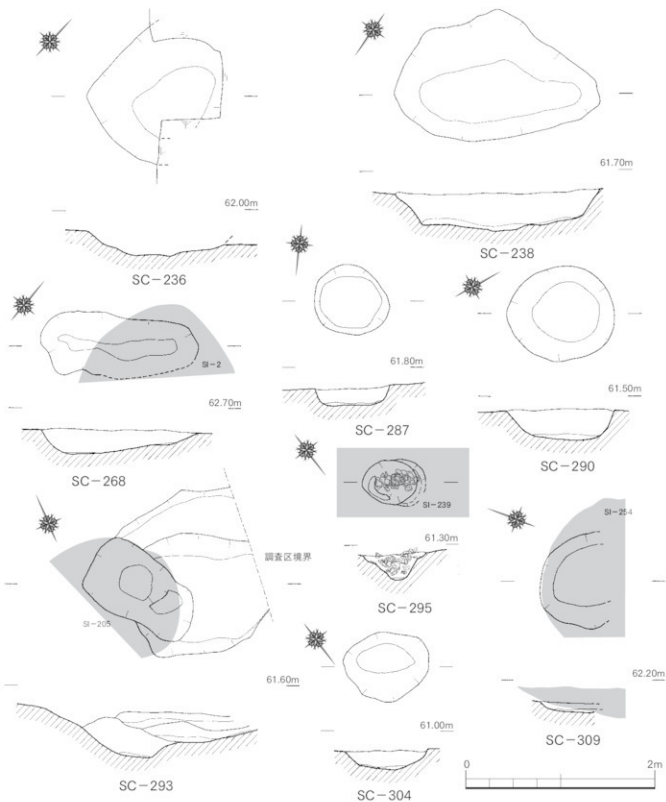 61.70m
62.00m
SC-236
SC-238
SI-2
61.80m
62.70m
61.50m
SC-287
SC-268
SC-290
SI-239
SI-254
調査区境界
61.30m
SC-295
SI-205
61.60m
62.20m
SC-309
61.00m
SC-293
SC-304
0
2m